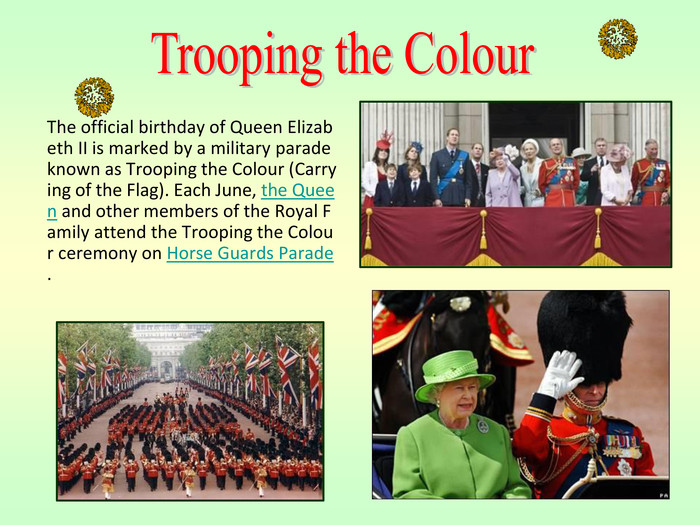 Trooping the Colour
The official birthday of Queen Elizab
eth II is marked by a military parade
known as Trooping the Colour (Carry
ing of the Flag). Each June, the Quee
n and other members of the Royal F
amily attend the Trooping the Colou
r ceremony on Horse Guards Parade
.
PA